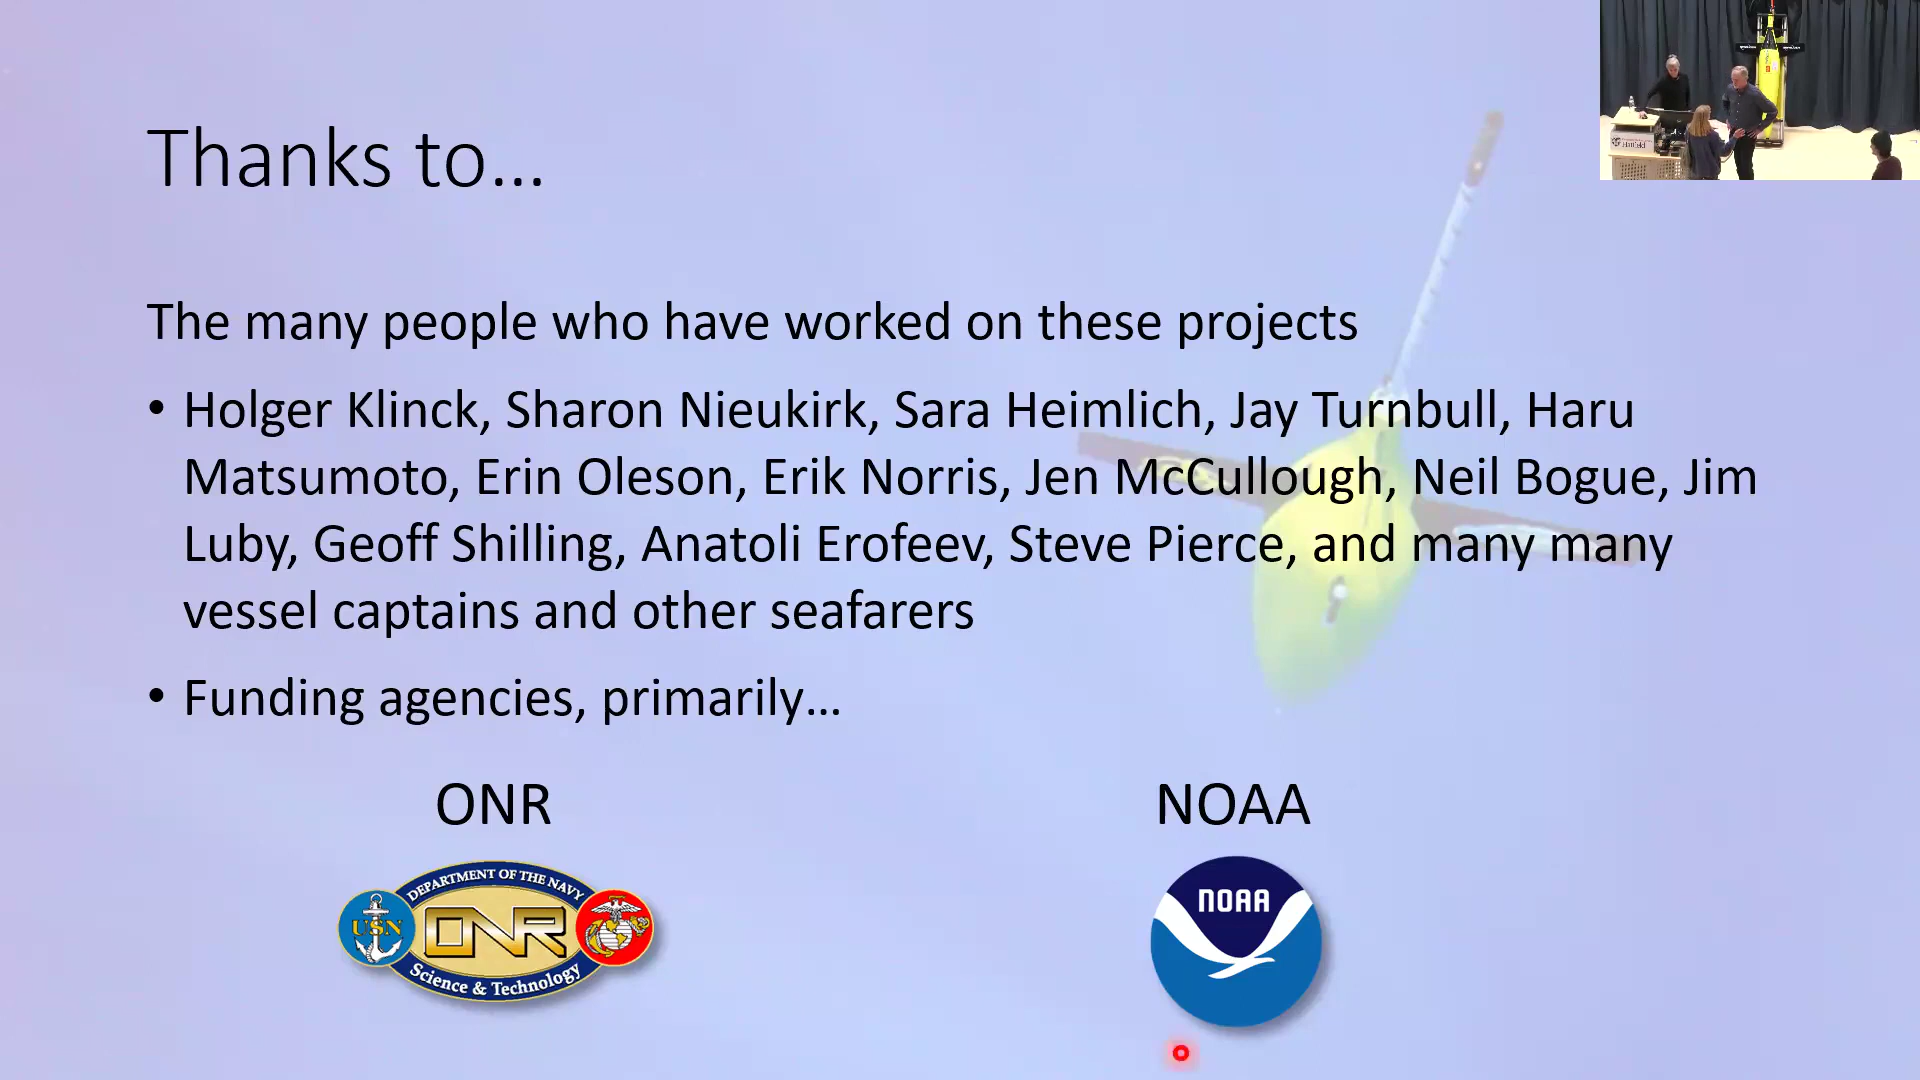 Thanks to...
The many people who have worked on these projects
• Holger Klinck, Sharon Nieukirk, Sara Heimlich, Jay Turnbull, Haru
Matsumoto, Erin Oleson, Erik Norris, Jen McCullough, Neil Bogue, Jim
Luby, Geoff Shilling, Anatoli Erofeev, Steve Pierce, and many many
vessel captains and other seafarers
• Funding agencies, primarily...
ONR
NOAA
DEPARTMENT OF THE NAVY
USN
ONR
Science & Technology
NOAA
Hatfield